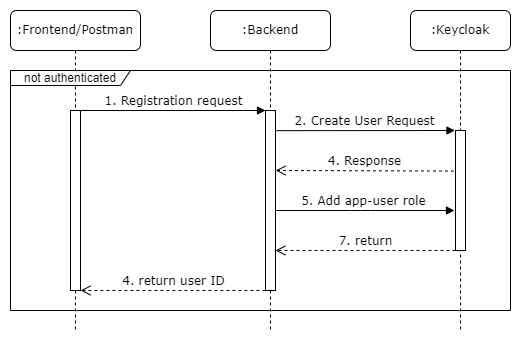 :Frontend/Postman
:Backend
:Keycloak
not authenticated
1. Registration request
2. Create User Request
4. Response
5. Add app-user role
7. return
4. return user ID